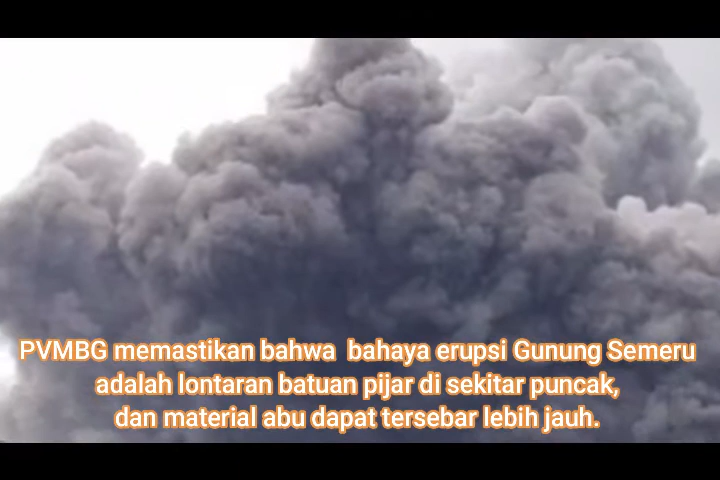 PVMBG memastikan bahwa  bahaya erupsi Gunung Semeru
adalah lontaran batuan pijar di sekitar puncak,
dan material abu dapat tersebar lebih jauh.